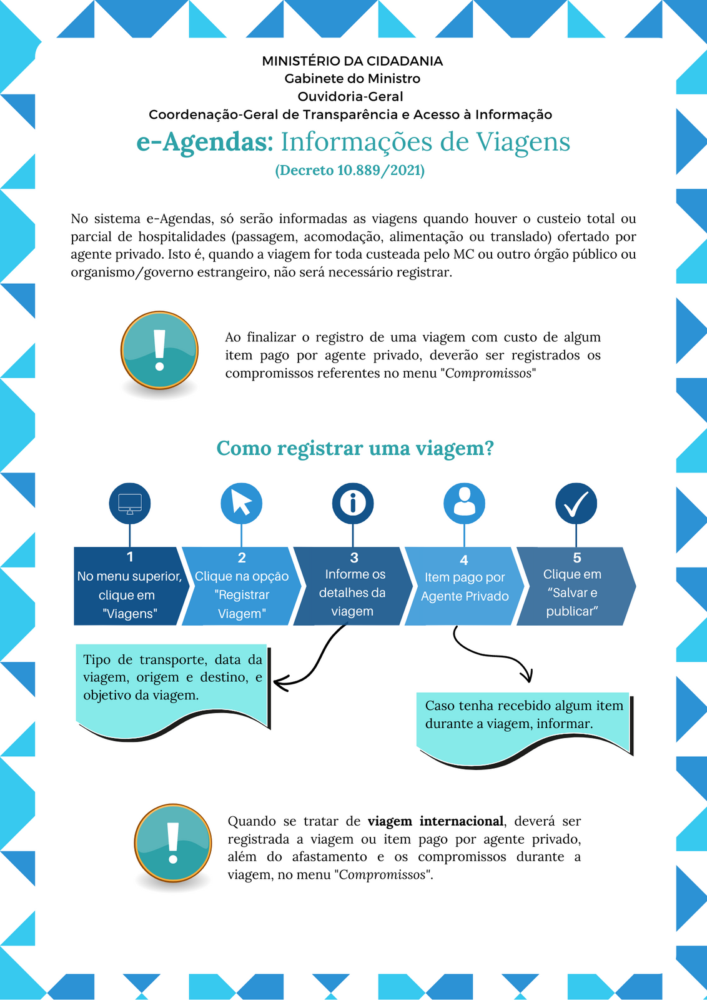 MINISTÉRIO DA CIDADANIA
Gabinete do Ministro
Ouvidoria-Geral
Coordenação-Geral de Transparência e Acesso à Informação
e-Agendas: Informações de Viagens
(Decreto 10.889/2021)
No sistema e-Agendas, só serão informadas as viagens quando houver o custeio total ou
parcial de hospitalidades (passagem, acomodação, alimentação ou translado) ofertado por
agente privado. Isto é, quando a viagem for toda custeada pelo MC ou outro órgão público ou
organismo/governo estrangeiro, não será necessário registrar.
Ao finalizar o registro de uma viagem com custo de algum
item pago por agente privado, deverão ser registrados os
compromissos referentes no menu "Compromissos"
Como registrar uma viagem?
1
No menu superior,
clique em
"Viagens"
2
Clique na opção
"Registrar
Viagem"
3
Informe os
detalhes da
viagem
4
Item pago por
Agente Privado
5
Clique em
“Salvar e
publicar”
Tipo de transporte, data da
viagem, origem e destino, e
objetivo da viagem.
Caso tenha recebido algum item
durante a viagem, informar.
Quando se tratar de viagem internacional, deverá ser
registrada a viagem ou item pago por agente privado,
além do afastamento e os compromissos durante a
viagem, no menu "Compromissos".